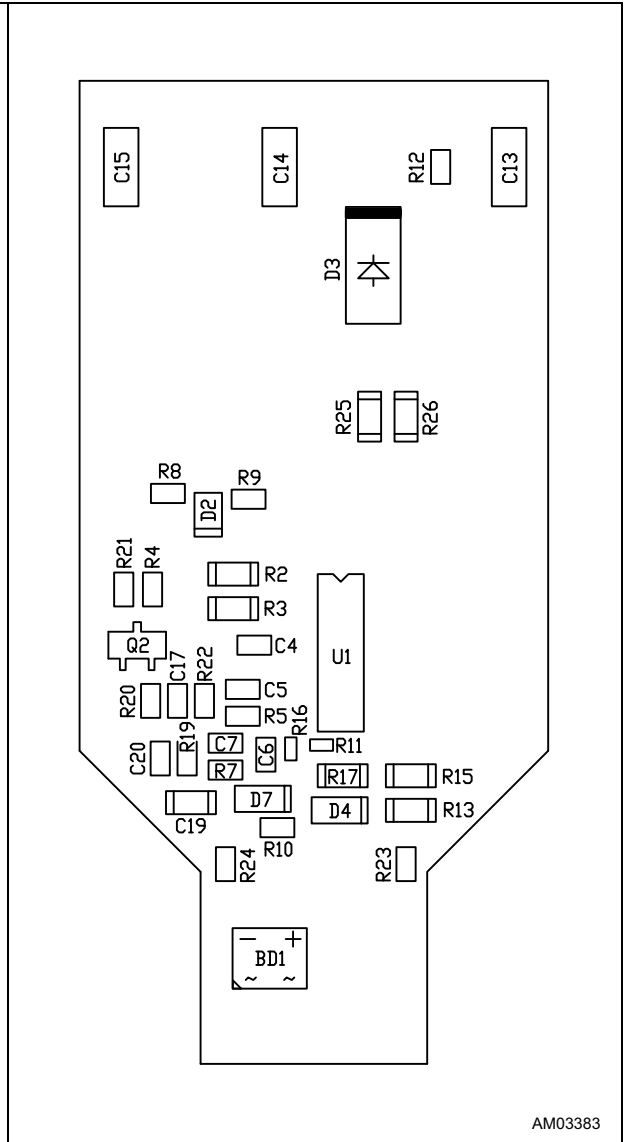 C15
C14
R12
C13
D3
R25
R26
R8
R9
D2
R21
R4
R2
R3
Q2
C4
U1
C17
R22
R20
C5
R5
R16
R19
C20
C7
C6
R11
R7
R17
R15
D7
D4
R13
C19
R10
R24
R23
− +
BD1
~ ~
AM03383